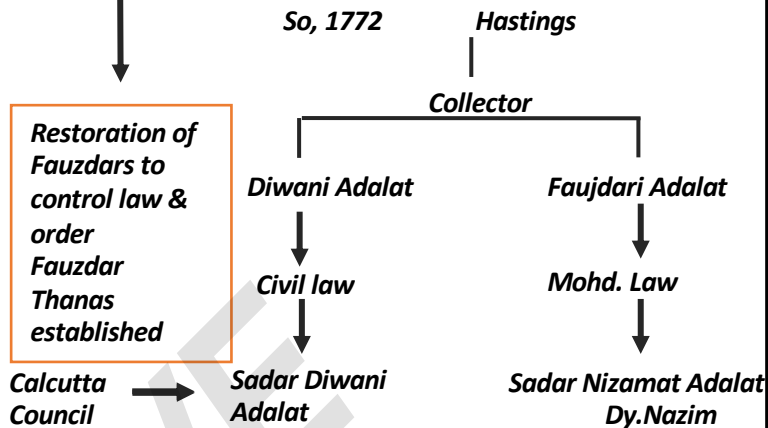 So, 1772 Hastings
Collector
Restoration of
Fauzdars to
control law &
order
Fauzdar
Thanas
established
Diwani Adalat
Faujdari Adalat
Civil law
Mohd. Law
Calcutta
Council
Sadar Diwani
Adalat
Sadar Nizamat Adalat
Dy.Nazim